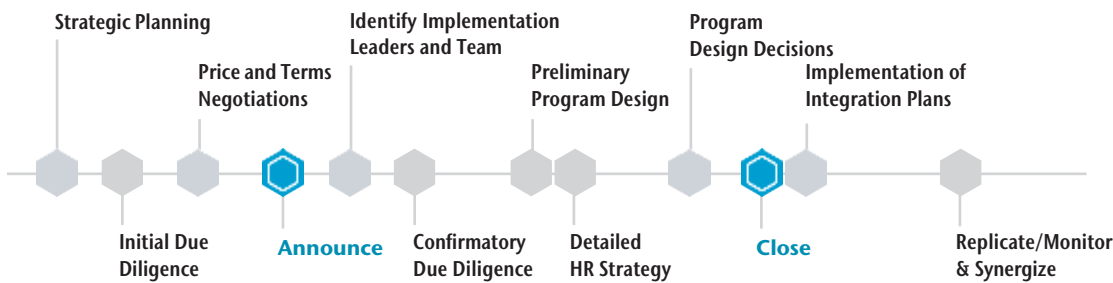 Strategic Planning
Identify Implementation
Leaders and Team
Program
Design Decisions
Price and Terms
Negotiations
Preliminary
Program Design
Implementation of
Integration Plans
Initial Due
Diligence
Announce
Confirmatory
Due Diligence
Detailed
HR Strategy
Close
Replicate/Monitor
& Synergize